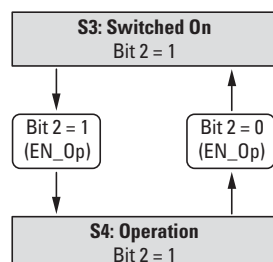 S3: Switched On
Bit 2 = 1
Bit 2 = 1
(EN_Op)
Bit 2 = 0
(EN_Op)
S4: Operation
Bit 2 = 1